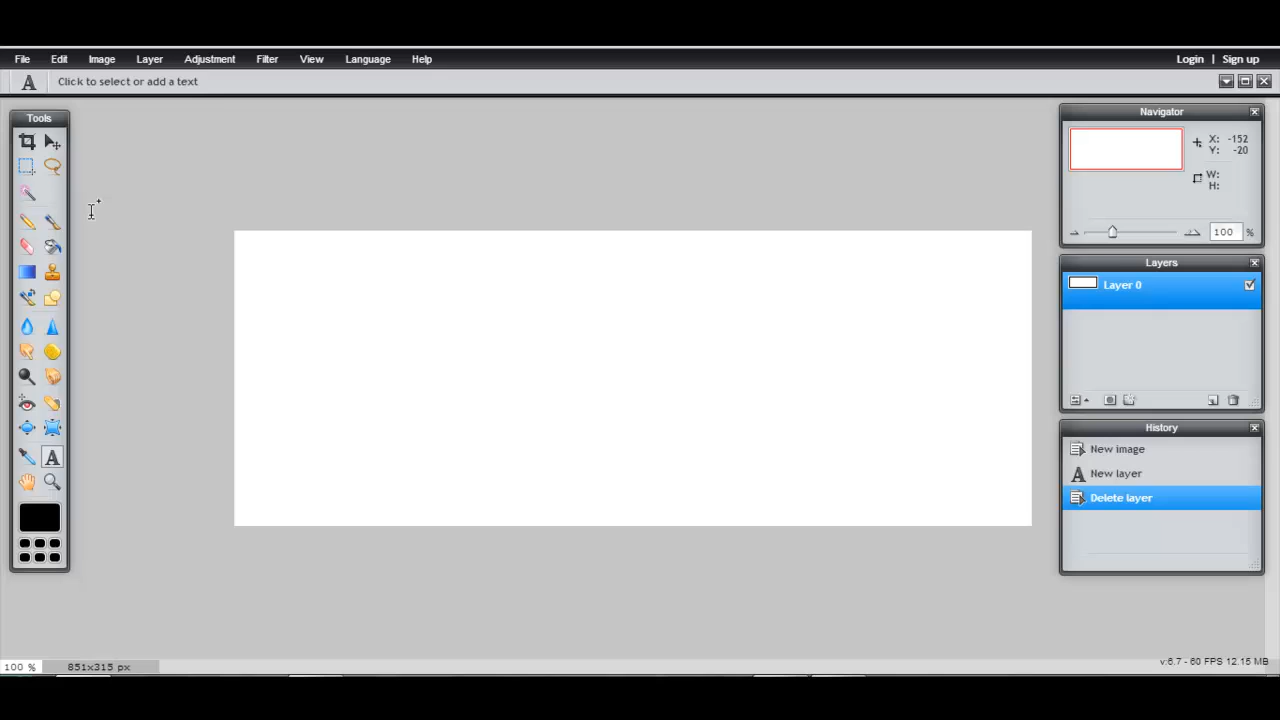 File Edit Image Layer Adjustment Filter View Language Help Login | Sign up
A Click to select or add a text
Tools
A
100 % 851x315 px
Navigator
X: -152
Y: -20
W:
H:
100 %
Layers
Layer 0
History
New image
A New layer
Delete layer
v:6.7 - 60 FPS 12.15 MB